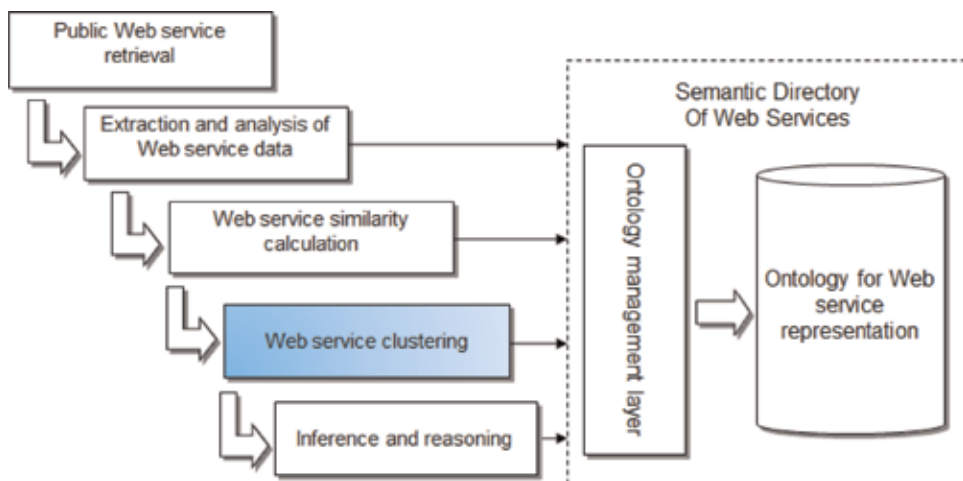 Public Web service
retrieval
Extraction and analysis of
Web service data
Web service similarity
calculation
Web service clustering
Inference and reasoning
Semantic Directory
Of Web Services
Ontology management layer
Ontology for Web
service
representation